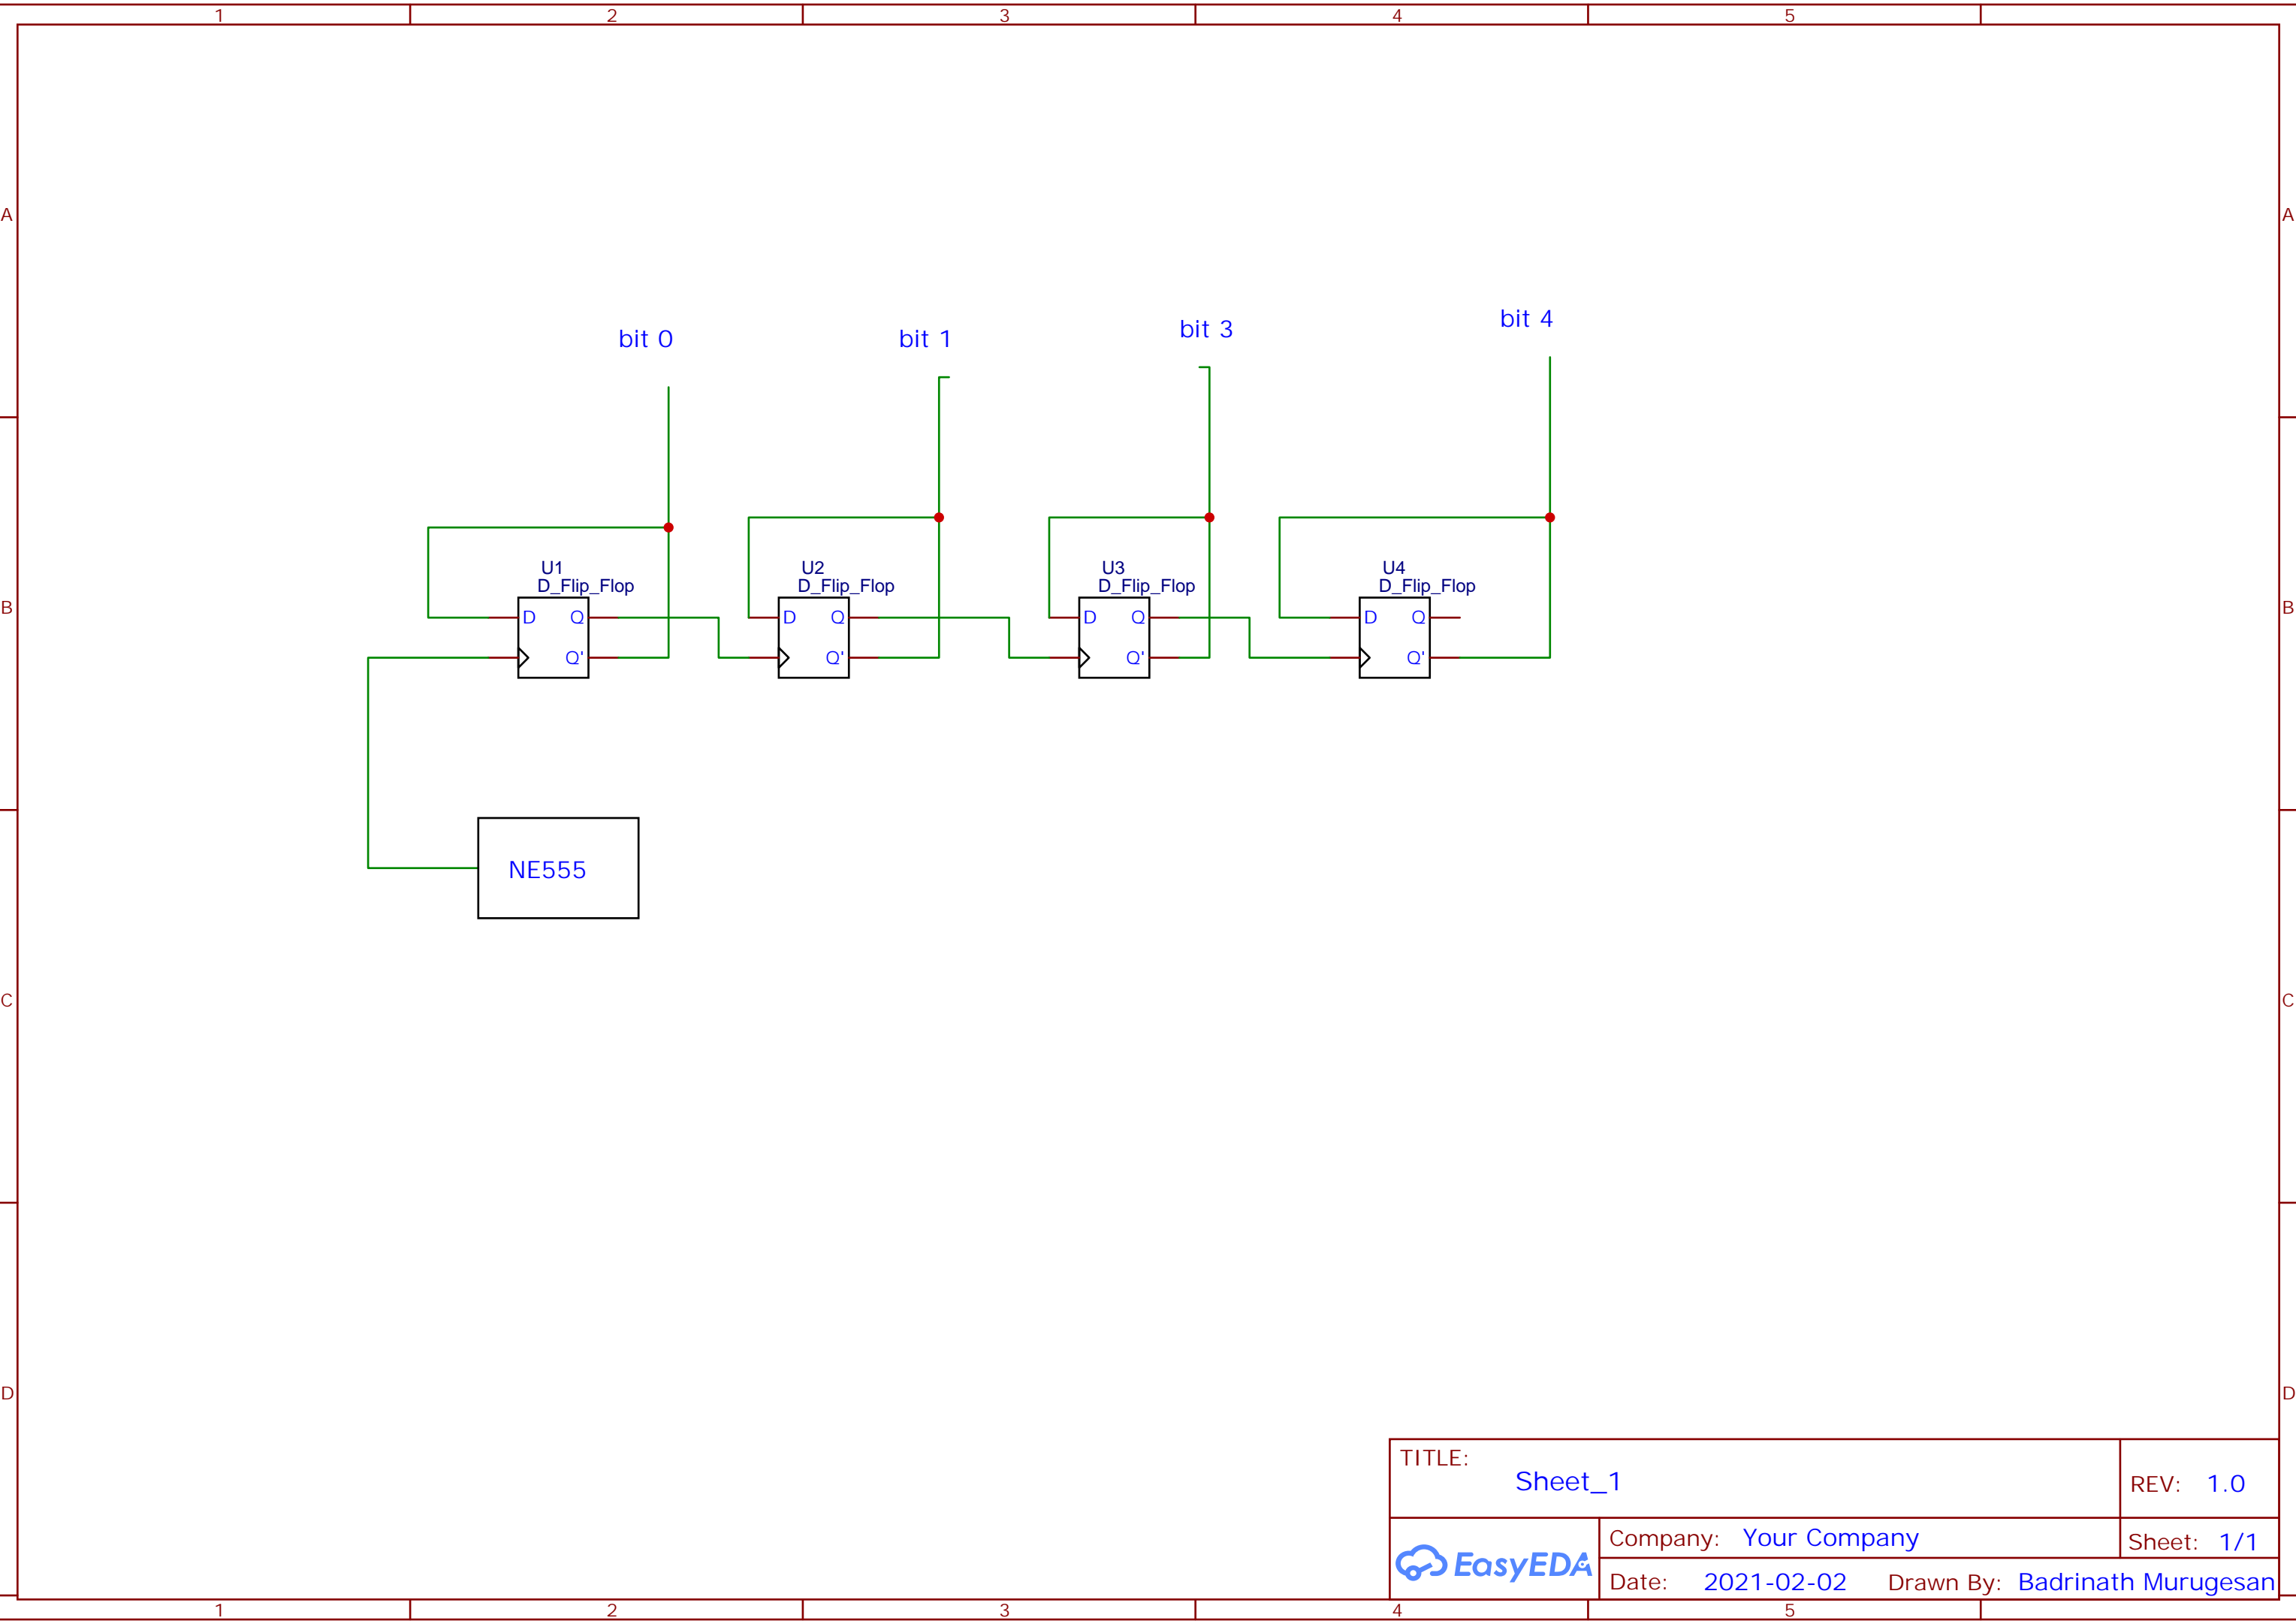 1 2 3 4 5
A A
bit 0 bit 1 bit 3 bit 4
U1 U2 U3 U4
D_Flip_Flop D_Flip_Flop D_Flip_Flop D_Flip_Flop
B B
D Q D Q D Q D Q
Q' Q' Q' Q'
NE555
C C
D D
TITLE:
Sheet_1
REV: 1.0
EasyEDA
Company: Your Company
Sheet: 1/1
Date: 2021-02-02 Drawn By: Badrinath Murugesan
1 2 3 4 5